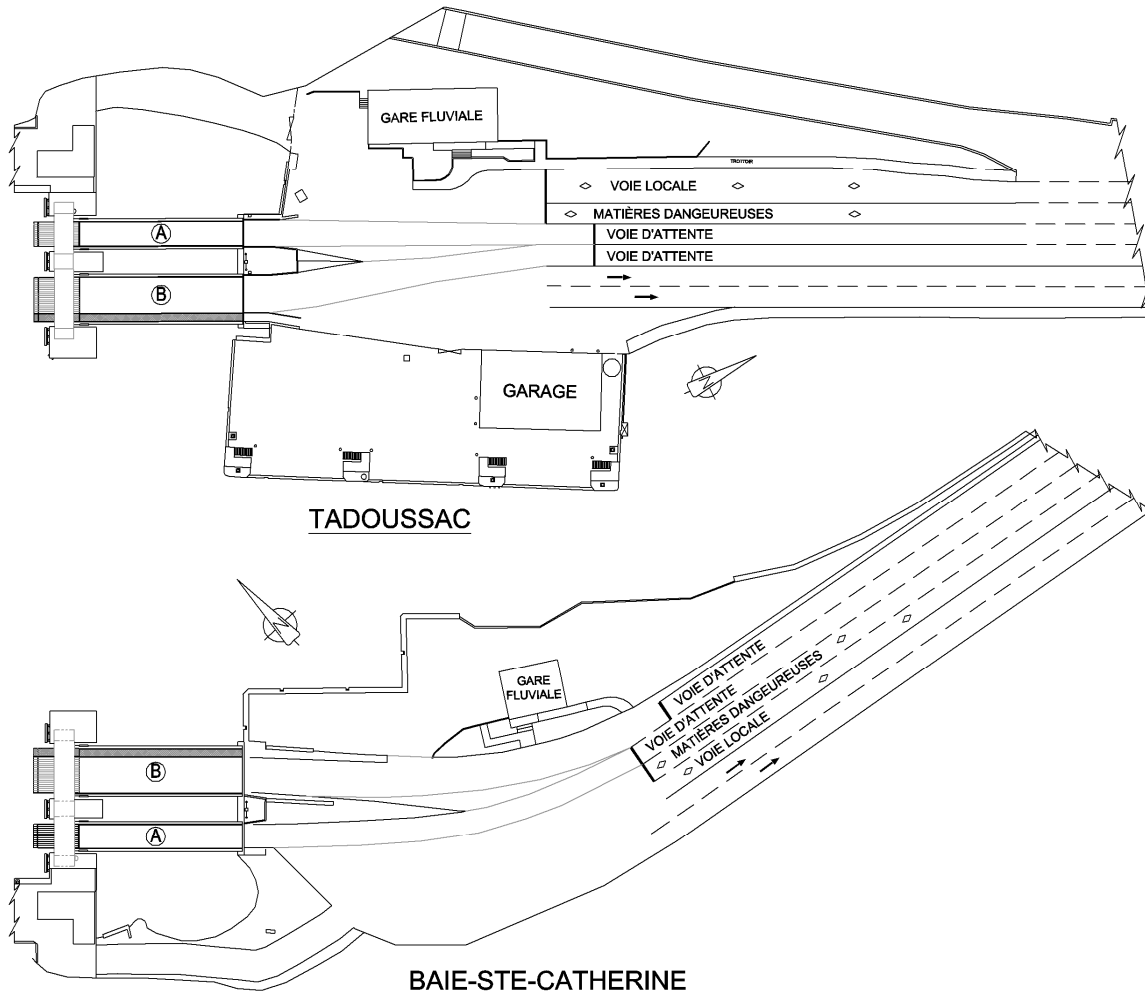 GARE FLUVIALE
TROTTOIR
VOIE LOCALE
MATIÈRES DANGEUREUSES
VOIE D'ATTENTE
VOIE D'ATTENTE
A
B
GARAGE
TADOUSSAC
GARE
FLUVIALE
VOIE D'ATTENTE
VOIE D'ATTENTE
MATIÈRES DANGEUREUSES
VOIE LOCALE
B
A
BAIE-STE-CATHERINE